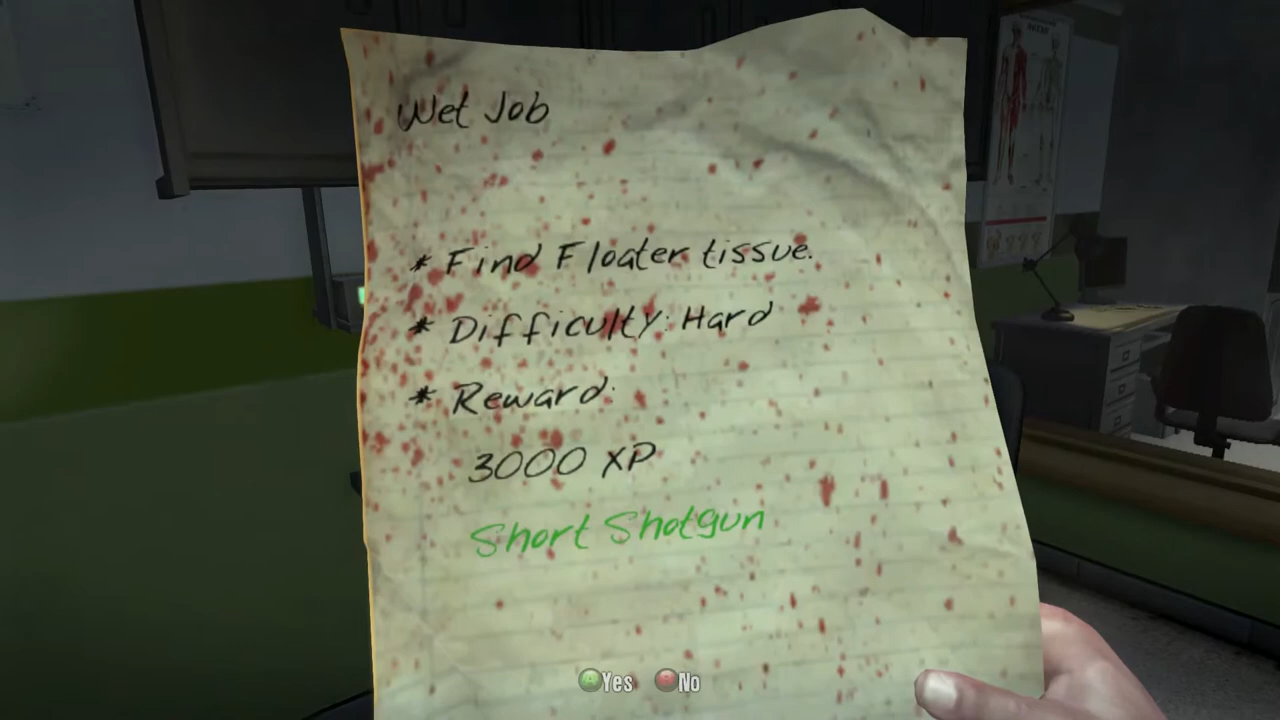 Wet Job
* Find Floater tissue.
* Difficulty: Hard
* Reward:
3000 XP
Short Shotgun
Yes No